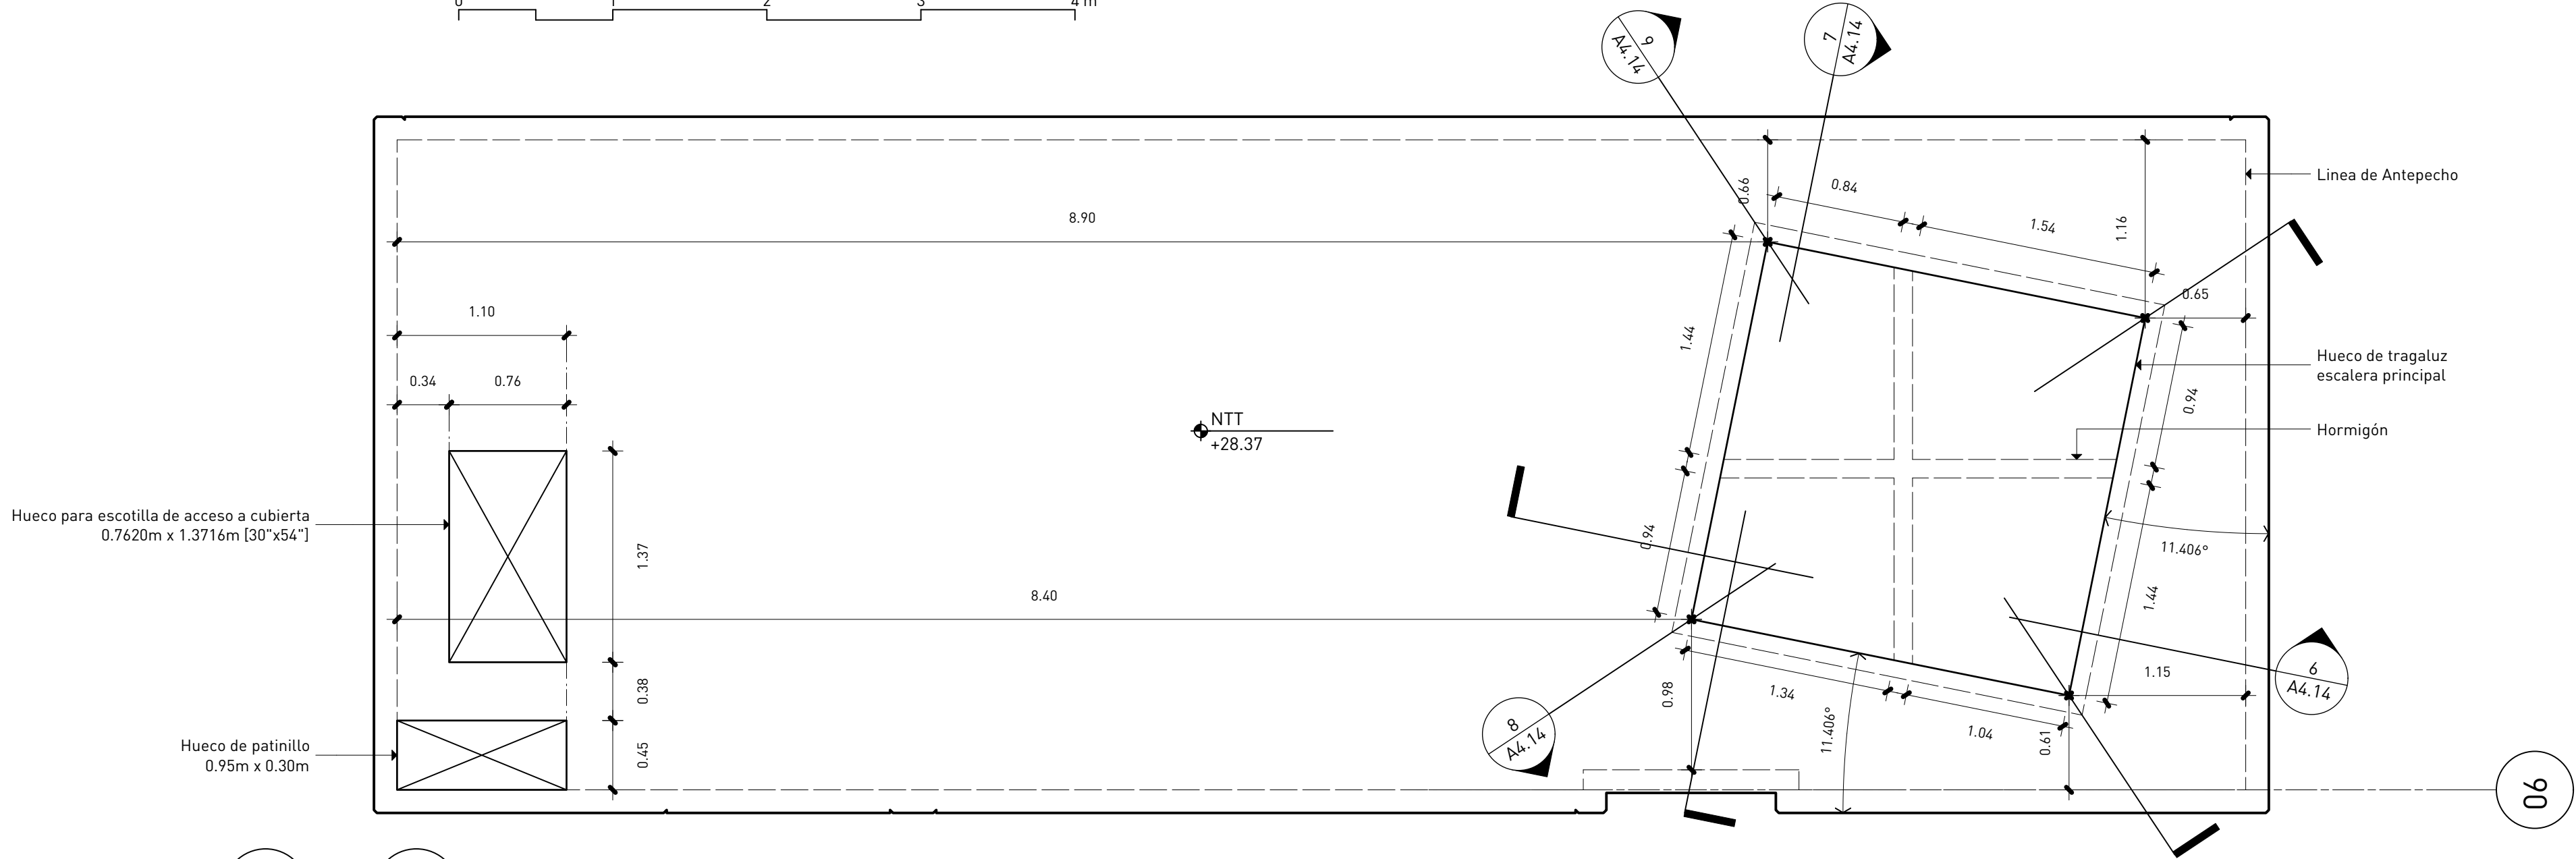 0 1 2 3 4 m
9
A4.14
7
A4.14
Linea de Antepecho
0.66
0.84
1.54
1.16
8.90
0.65
1.10
1.44
Hueco de tragaluz
escalera principal
0.34
0.76
0.94
NTT
+28.37
Hormigón
Hueco para escotilla de acceso a cubierta
0.7620m x 1.3716m [30"x54"]
1.37
0.94
11.406°
8.40
1.44
6
A4.14
1.15
0.38
0.98
1.34
11.406°
1.04
0.61
8
A4.14
Hueco de patinillo
0.95m x 0.30m
0.45
06